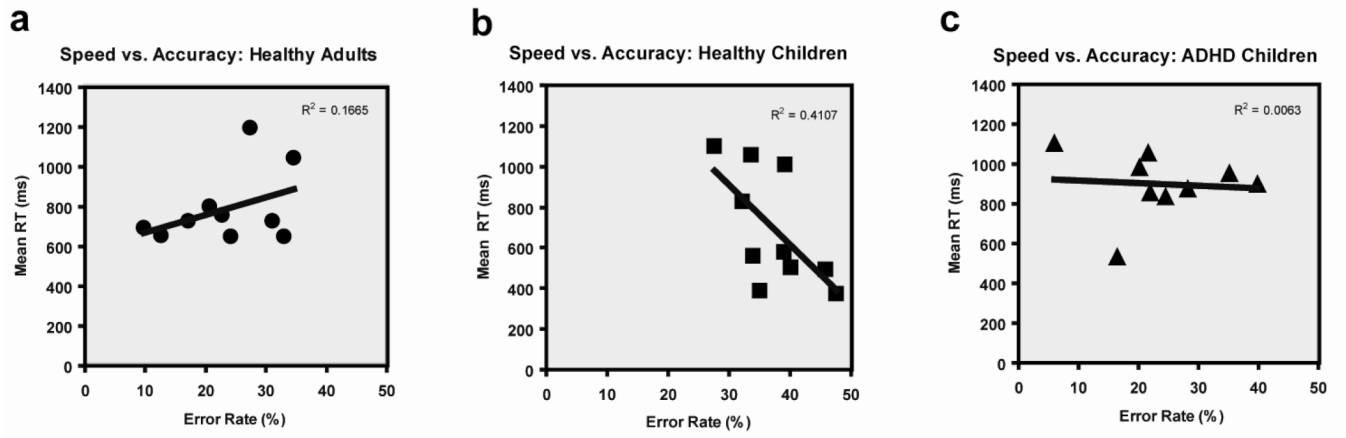 a
Speed vs. Accuracy: Healthy Adults
R² = 0.1665
1400
1200
1000
800
600
400
200
0
Mean RT (ms)
0 10 20 30 40 50
Error Rate (%)
b
Speed vs. Accuracy: Healthy Children
R² = 0.4107
1400
1200
1000
800
600
400
200
0
Mean RT (ms)
0 10 20 30 40 50
Error Rate (%)
c
Speed vs. Accuracy: ADHD Children
R² = 0.0063
1400
1200
1000
800
600
400
200
0
Mean RT (ms)
0 10 20 30 40 50
Error Rate (%)